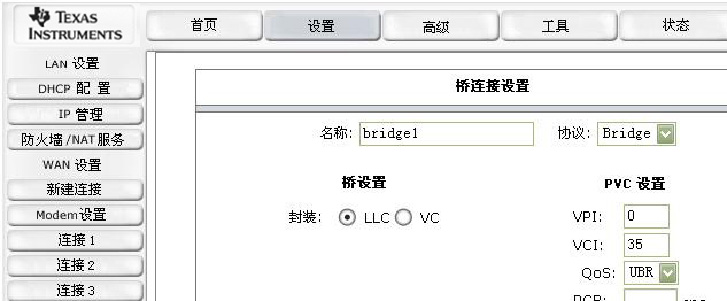 TEXAS INSTRUMENTS
首页 设置 高级 工具 状态
LAN 设置
DHCP 配 置
IP 管理
防火墙/NAT服务
WAN 设置
新建连接
Modem设置
连接 1
连接 2
连接 3
桥连接设置
名称: bridge1 协议: Bridge
桥设置
封装: LLC VC
PVC 设置
VPI: 0
VCI: 35
QoS: UBR
PCR: